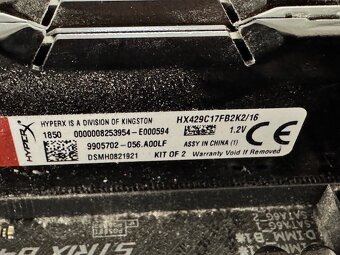 HYPERX
HYPERX IS A DIVISION OF KINGSTON
HX429C17FB2K2/16
1850 0000008253954-E000594
1.2V
CE
9905702-056.A00LF
ASSY IN CHINA (1)
DSMH0821921
KIT OF 2 Warranty Void If Removed
STRIX